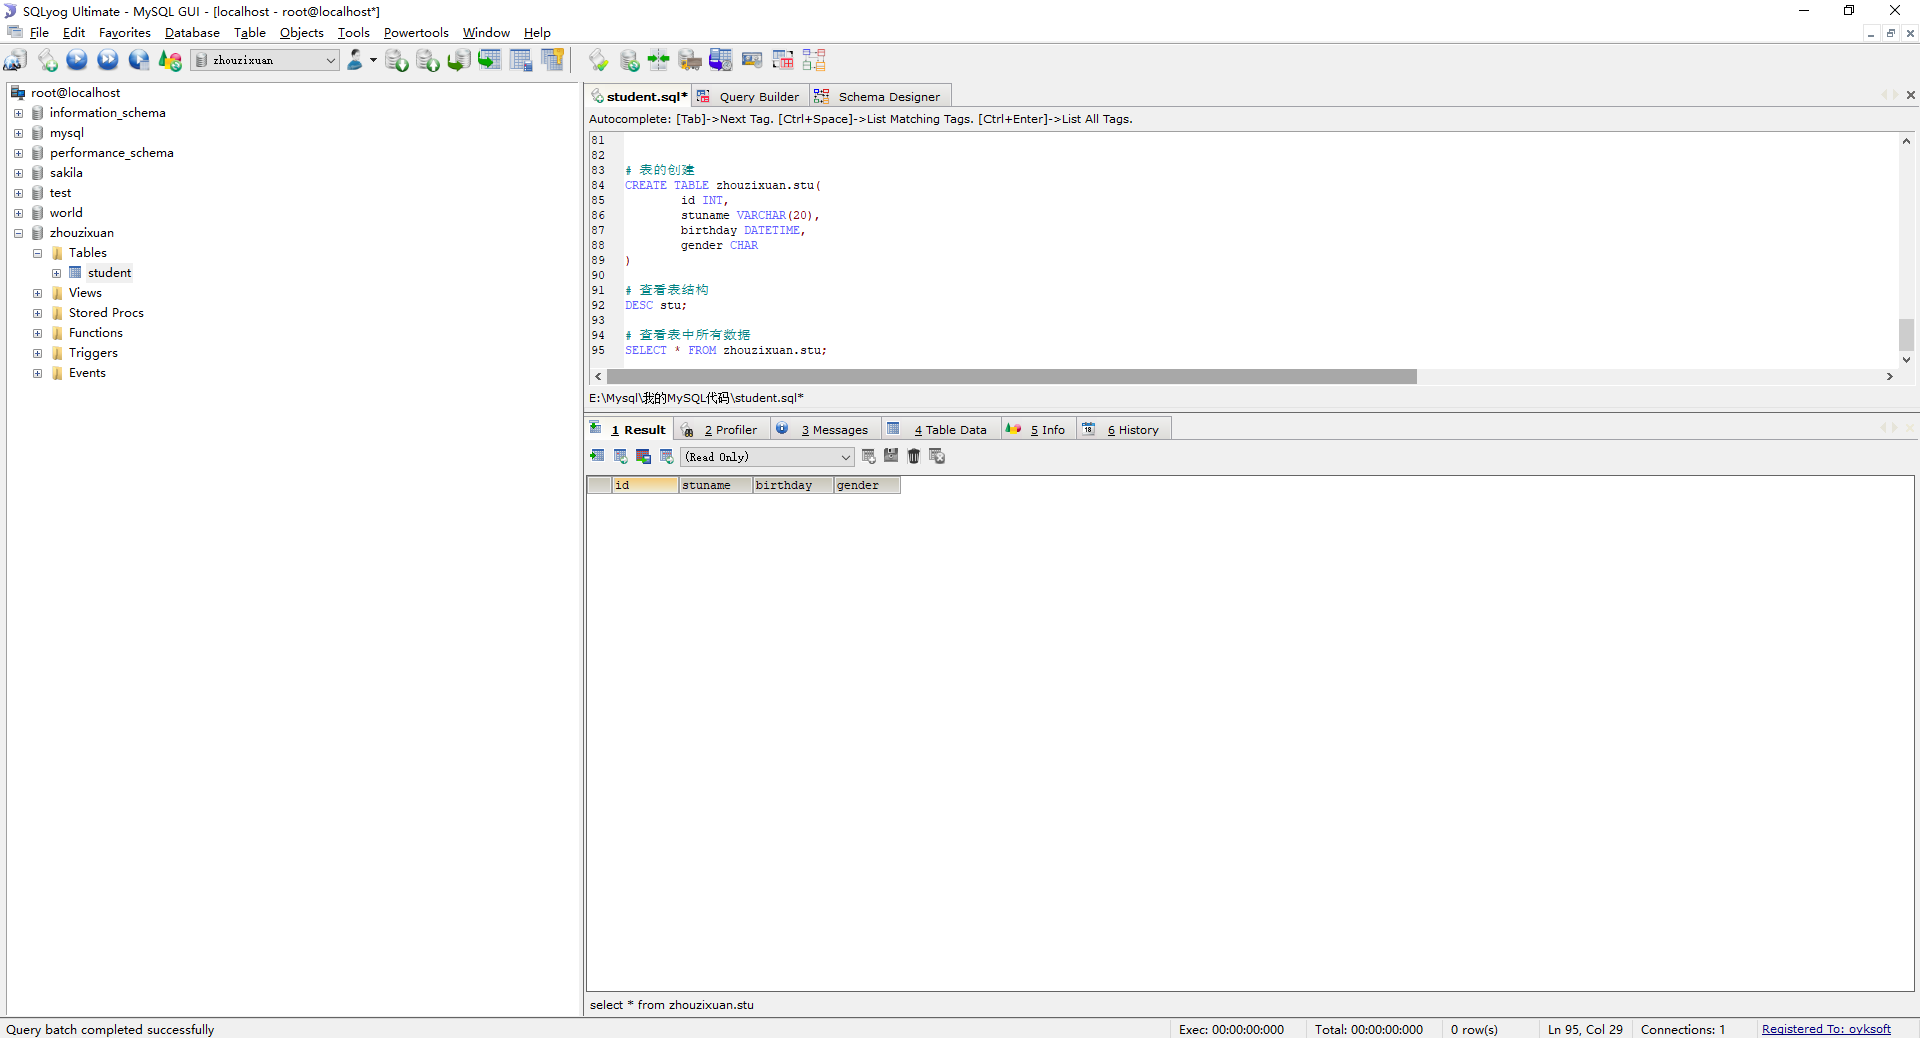 SQLyog Ultimate - MySQL GUI - [localhost - root@localhost*]
File Edit Favorites Database Table Objects Tools Powertools Window Help
zhouzixuan
root@localhost
information_schema
mysql
performance_schema
sakila
test
world
zhouzixuan
Tables
student
Views
Stored Procs
Functions
Triggers
Events
student.sql* Query Builder Schema Designer
Autocomplete: [Tab]->Next Tag. [Ctrl+Space]->List Matching Tags. [Ctrl+Enter]->List All Tags.
81
82
83 # 表的创建
84 CREATE TABLE zhouzixuan.stu(
85 id INT,
86 stuname VARCHAR(20),
87 birthday DATETIME,
88 gender CHAR
89 )
90
91 # 查看表结构
92 DESC stu;
93
94 # 查看表中所有数据
95 SELECT * FROM zhouzixuan.stu;
E:\Mysql\我的MySQL代码\student.sql*
1 Result 2 Profiler 3 Messages 4 Table Data 5 Info 6 History
(Read Only)
id stuname birthday gender
select * from zhouzixuan.stu
Query batch completed successfully Exec: 00:00:00:000 Total: 00:00:00:000 0 row(s) Ln 95, Col 29 Connections: 1 Registered To: ovksoft